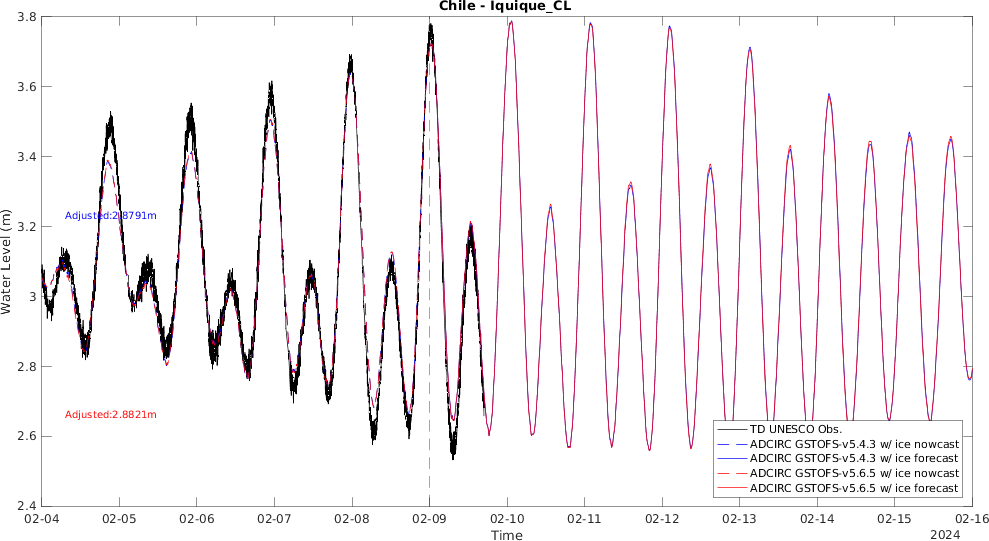 Chile - Iquique_CL
3.8
3.6
3.4
3.2
3
2.8
2.6
2.4
Water Level (m)
Adjusted:2.8791m
Adjusted:2.8821m
TD UNESCO Obs.
ADCIRC GSTOFS-v5.4.3 w/ ice nowcast
ADCIRC GSTOFS-v5.4.3 w/ ice forecast
ADCIRC GSTOFS-v5.6.5 w/ ice nowcast
ADCIRC GSTOFS-v5.6.5 w/ ice forecast
02-04 02-05 02-06 02-07 02-08 02-09 02-10 02-11 02-12 02-13 02-14 02-15 02-16
Time
2024